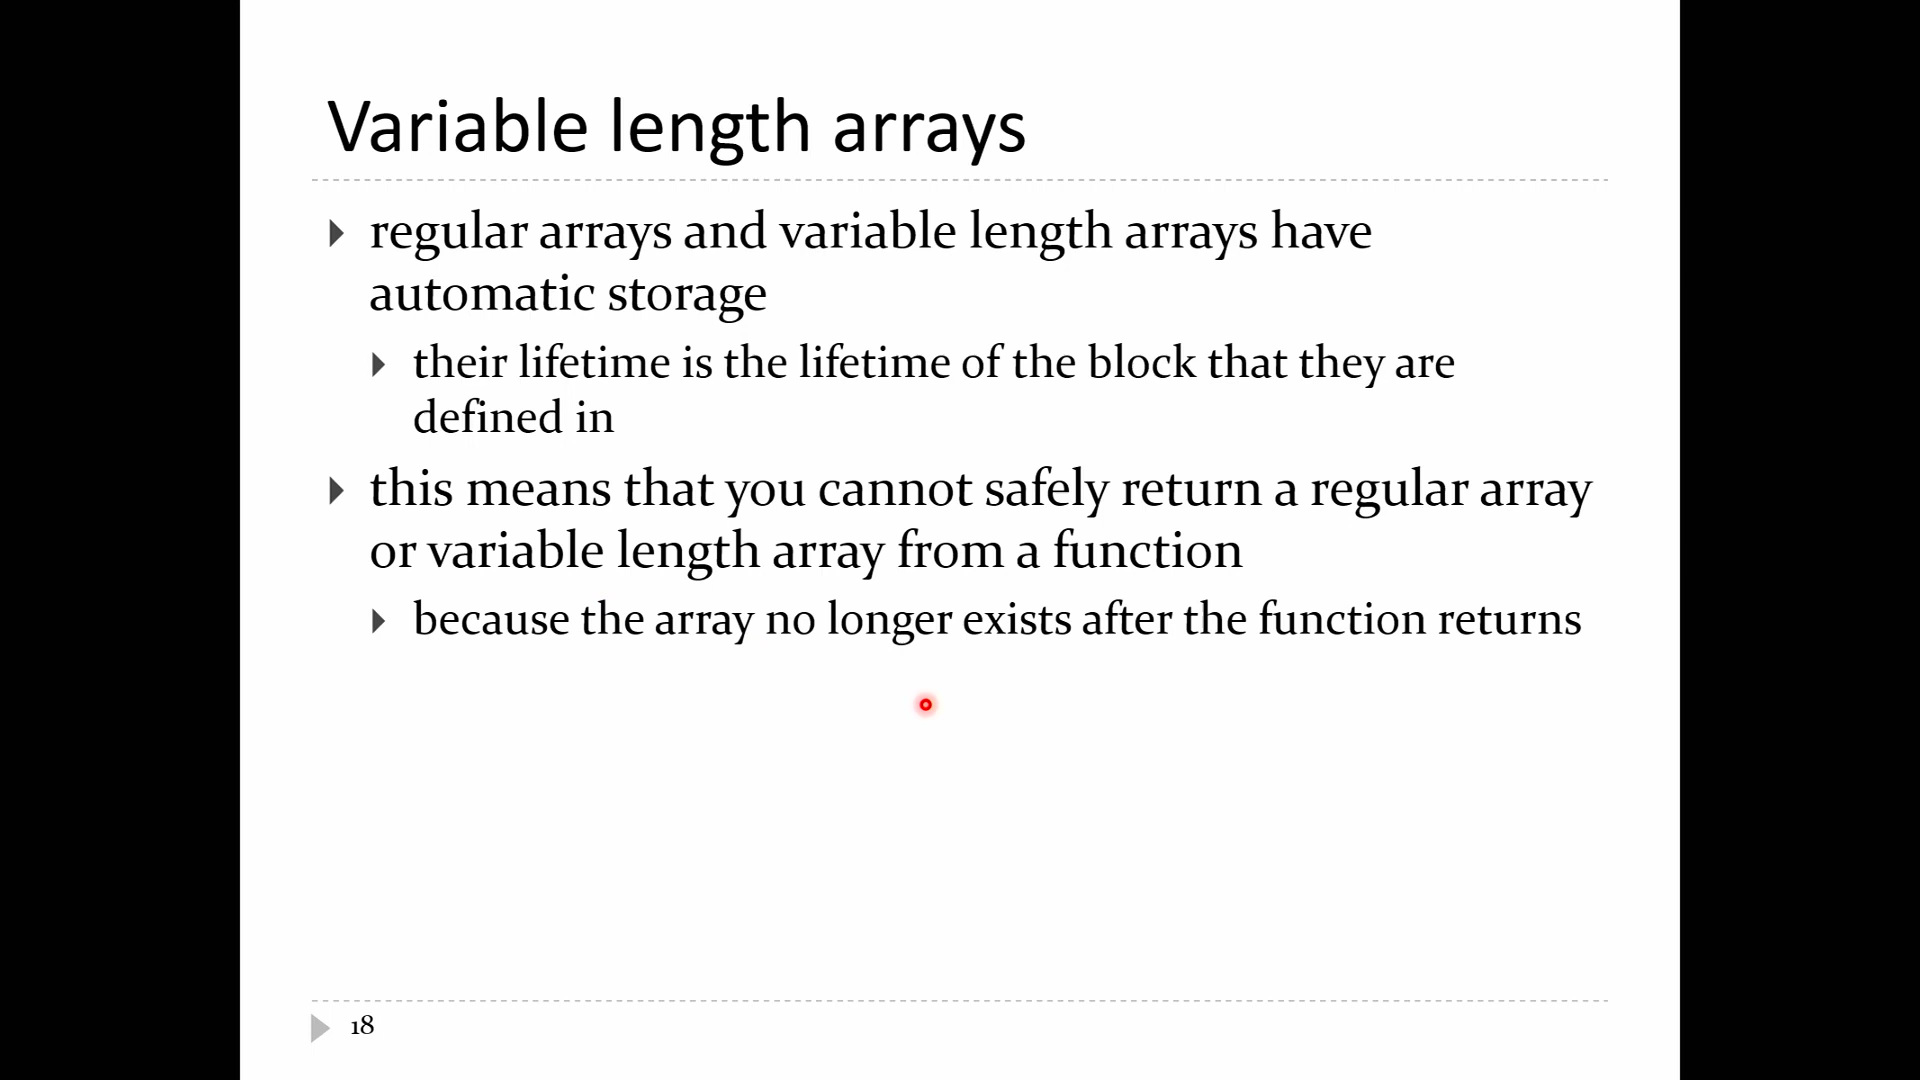 Variable length arrays
regular arrays and variable length arrays have
automatic storage
their lifetime is the lifetime of the block that they are
defined in
this means that you cannot safely return a regular array
or variable length array from a function
because the array no longer exists after the function returns
18